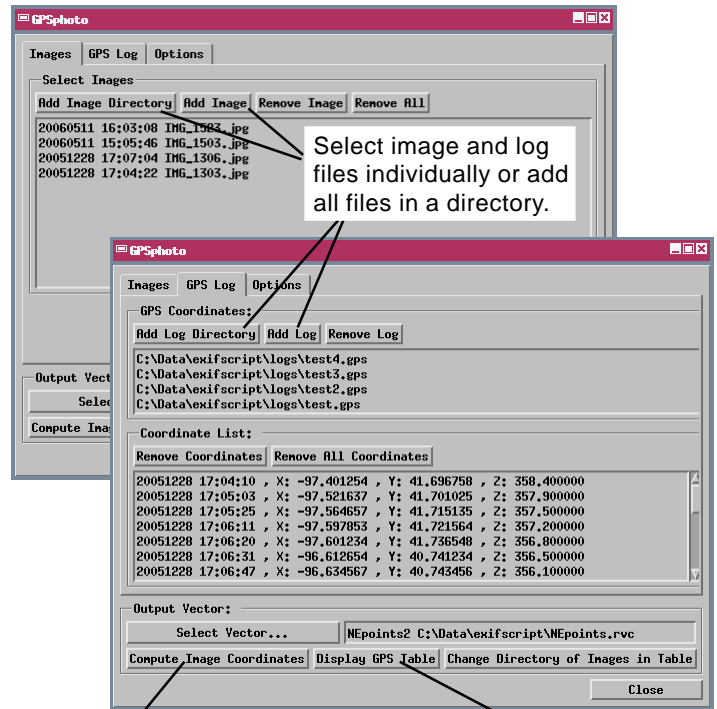 GPSphoto
Images GPS Log Options
Select Images
Add Image Directory Add Image Remove Image Remove All
20060511 16:03:08 IMG_1523.jpg
20060511 15:05:46 IMG_1503.jpg
20051228 17:07:04 IMG_1306.jpg
20051228 17:04:22 IMG_1303.jpg
Select image and log
files individually or add
all files in a directory.
Output Vect
Selec
Compute Imag
GPSphoto
Images GPS Log Options
GPS Coordinates:
Add Log Directory Add Log Remove Log
C:\Data\exifscript\logs\test4.gps
C:\Data\exifscript\logs\test3.gps
C:\Data\exifscript\logs\test2.gps
C:\Data\exifscript\logs\test.gps
Coordinate List:
Remove Coordinates Remove All Coordinates
20051228 17:04:10 , X: -97.401254 , Y: 41.696758 , Z: 358.400000
20051228 17:05:03 , X: -97.521637 , Y: 41.701025 , Z: 357.900000
20051228 17:05:25 , X: -97.564657 , Y: 41.715135 , Z: 357.500000
20051228 17:06:11 , X: -97.597853 , Y: 41.721564 , Z: 357.200000
20051228 17:06:20 , X: -97.601234 , Y: 41.736548 , Z: 356.800000
20051228 17:06:31 , X: -96.612654 , Y: 40.741234 , Z: 356.500000
20051228 17:06:47 , X: -96.634567 , Y: 40.743456 , Z: 356.100000
Output Vector:
Select Vector... NEpoints2 C:\Data\exifscript\NEpoints.rvc
Compute Image Coordinates Display GPS Table Change Directory of Images in Table
Close